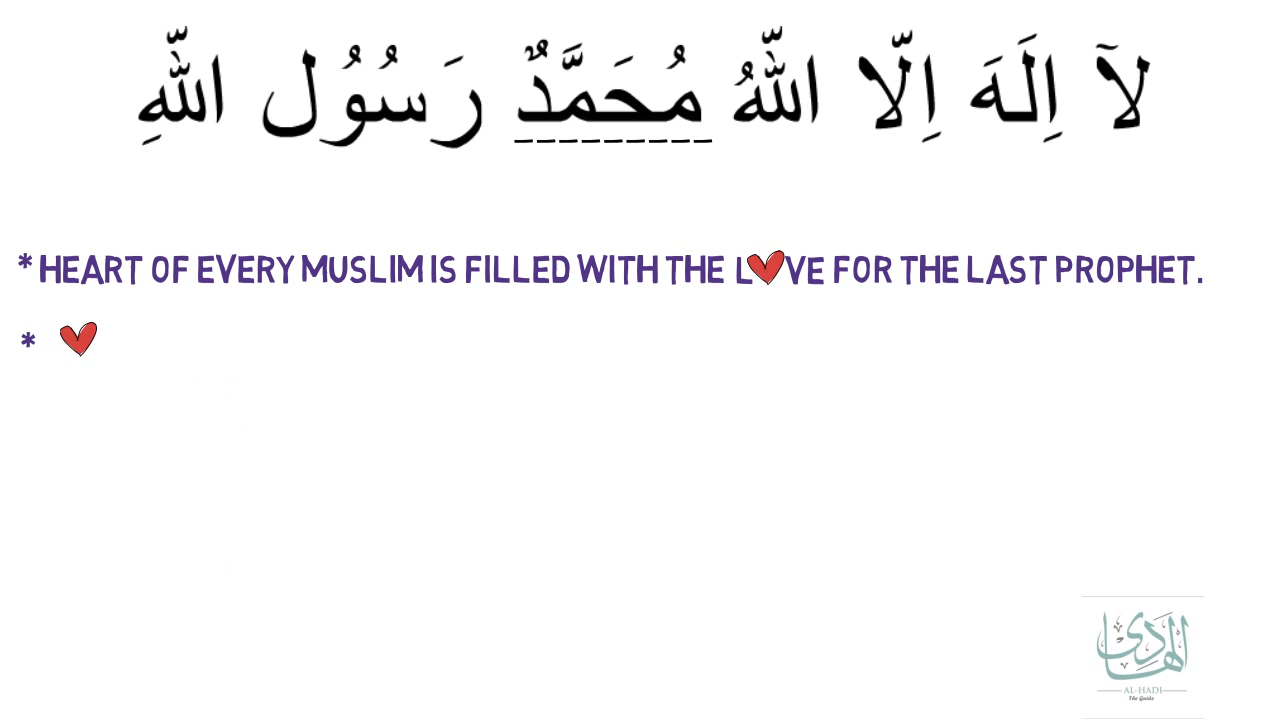 لآ اِلَهَ اِلّا اللّٰهُ مُحَمَّدٌ رَسُوُل اللّٰهِ
* HEART OF EVERY MUSLIM IS FILLED WITH THE L❤VE FOR THE LAST PROPHET.
* ❤
الهادي
AL-HADI
The Guide